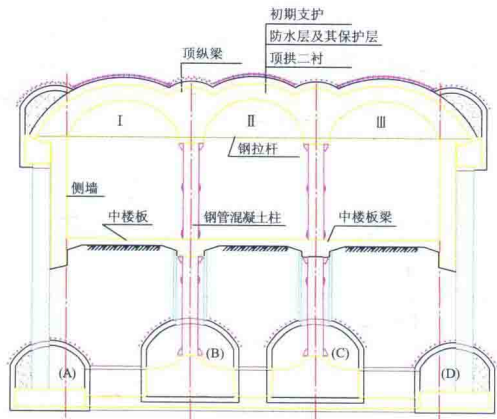 初期支护
防水层及其保护层
顶纵梁
顶拱二衬
Ⅰ
Ⅱ
Ⅲ
钢拉杆
侧墙
中楼板
钢管混凝土柱
中楼板梁
(A)
(B)
(C)
(D)